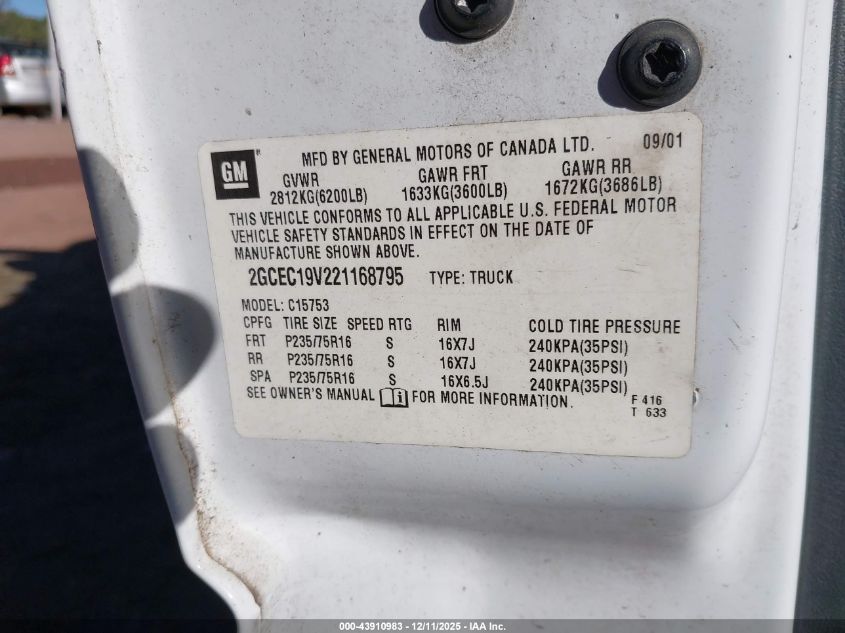 GM
MFD BY GENERAL MOTORS OF CANADA LTD. 09/01
GVWR GAWR FRT GAWR RR
2812KG(6200LB) 1633KG(3600LB) 1672KG(3686LB)
THIS VEHICLE CONFORMS TO ALL APPLICABLE U.S. FEDERAL MOTOR
VEHICLE SAFETY STANDARDS IN EFFECT ON THE DATE OF
MANUFACTURE SHOWN ABOVE.
2GCEC19V221168795 TYPE: TRUCK
MODEL: C15753
CPFG TIRE SIZE SPEED RTG RIM COLD TIRE PRESSURE
FRT P235/75R16 S 16X7J 240KPA(35PSI)
RR P235/75R16 S 16X7J 240KPA(35PSI)
SPA P235/75R16 S 16X6.5J 240KPA(35PSI)
SEE OWNER'S MANUAL FOR MORE INFORMATION.
F 416
T 633
000-43910983 - 12/11/2025 - IAA Inc.